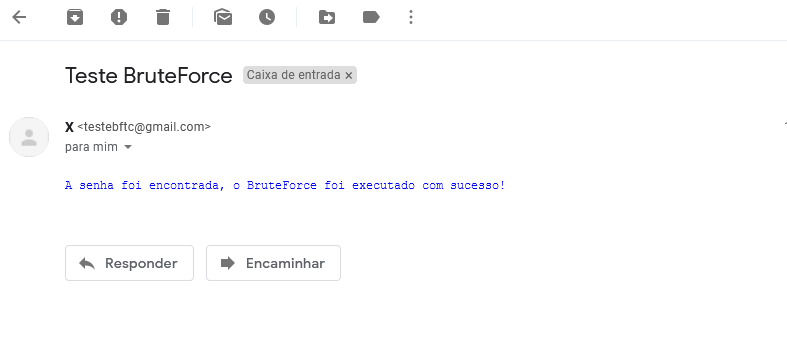 Teste BruteForce Caixa de entrada ×
X <testebftc@gmail.com>
para mim
A senha foi encontrada, o BruteForce foi executado com sucesso!
Responder Encaminhar